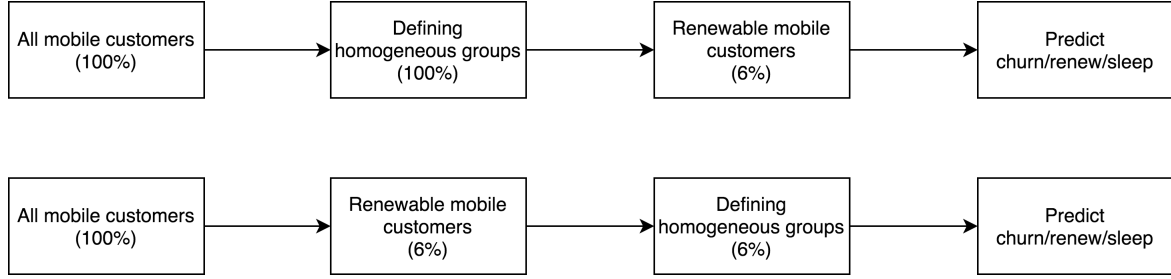 All mobile customers
(100%)
Defining
homogeneous groups
(100%)
Renewable mobile
customers
(6%)
Predict
churn/renew/sleep
All mobile customers
(100%)
Renewable mobile
customers
(6%)
Defining
homogeneous groups
(6%)
Predict
churn/renew/sleep